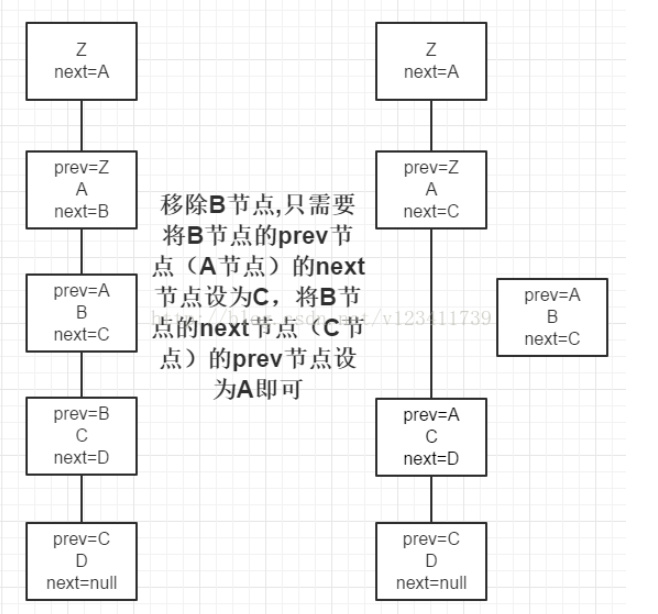 Z
next=A
prev=Z
A
next=B
prev=A
B
next=C
prev=B
C
next=D
prev=C
D
next=null
移除B节点,只需要
将B节点的prev节
点（A节点）的next
节点设为C，将B节
点的next节点（C节
点）的prev节点设
为A即可
http://blog.csdn.net/v123411739
Z
next=A
prev=Z
A
next=C
prev=A
C
next=D
prev=C
D
next=null
prev=A
B
next=C